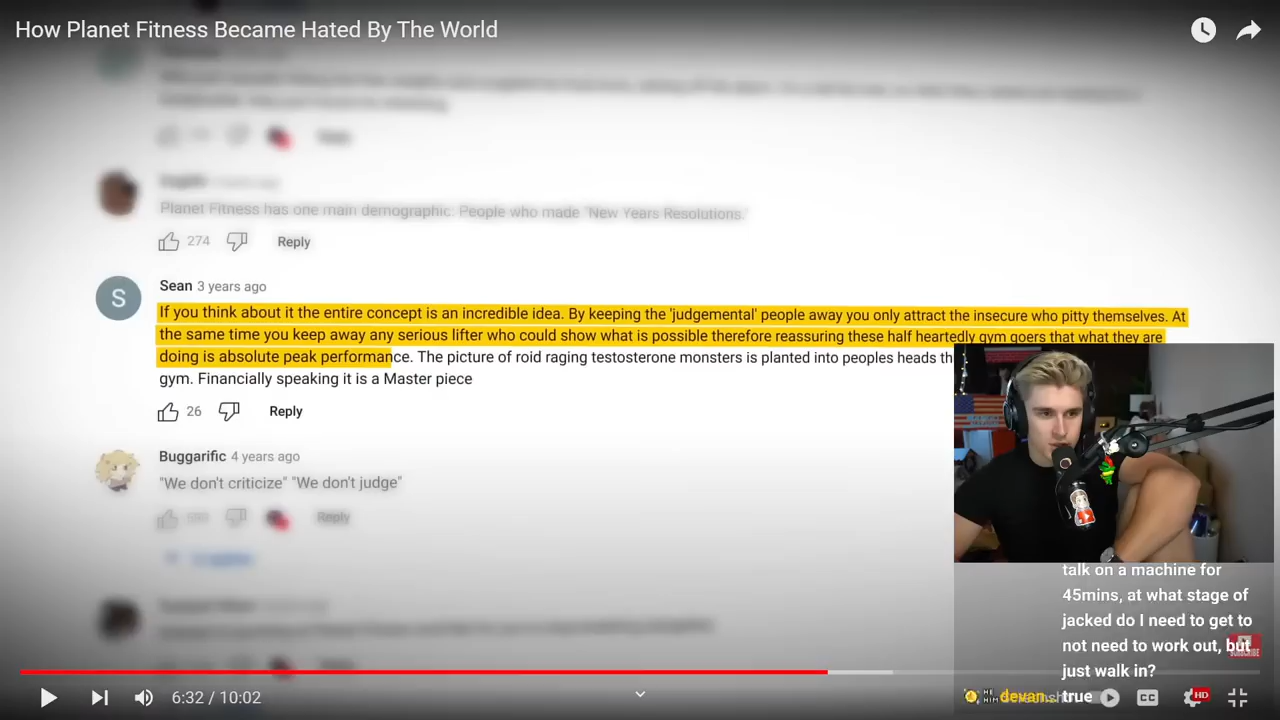 How Planet Fitness Became Hated By The World
Planet Fitness has one main demographic. People who made "New Years Resolutions."
274
Reply
Sean 3 years ago
S
If you think about it the entire concept is an incredible idea. By keeping the 'judgemental' people away you only attract the insecure who pitty themselves. At
the same time you keep away any serious lifter who could show what is possible therefore reassuring these half heartedly gym goers that what they are
doing is absolute peak performance. The picture of roid raging testosterone monsters is planted into peoples heads
gym. Financially speaking it is a Master piece
26
Reply
Buggarific 4 years ago
"We don't criticize" "We don't judge"
Reply
talk on a machine for
45mins, at what stage of
jacked do I need to get to
not need to work out, but
just walk in?
6:32 / 10:02
HE
HIM
devan
true
CC
HD